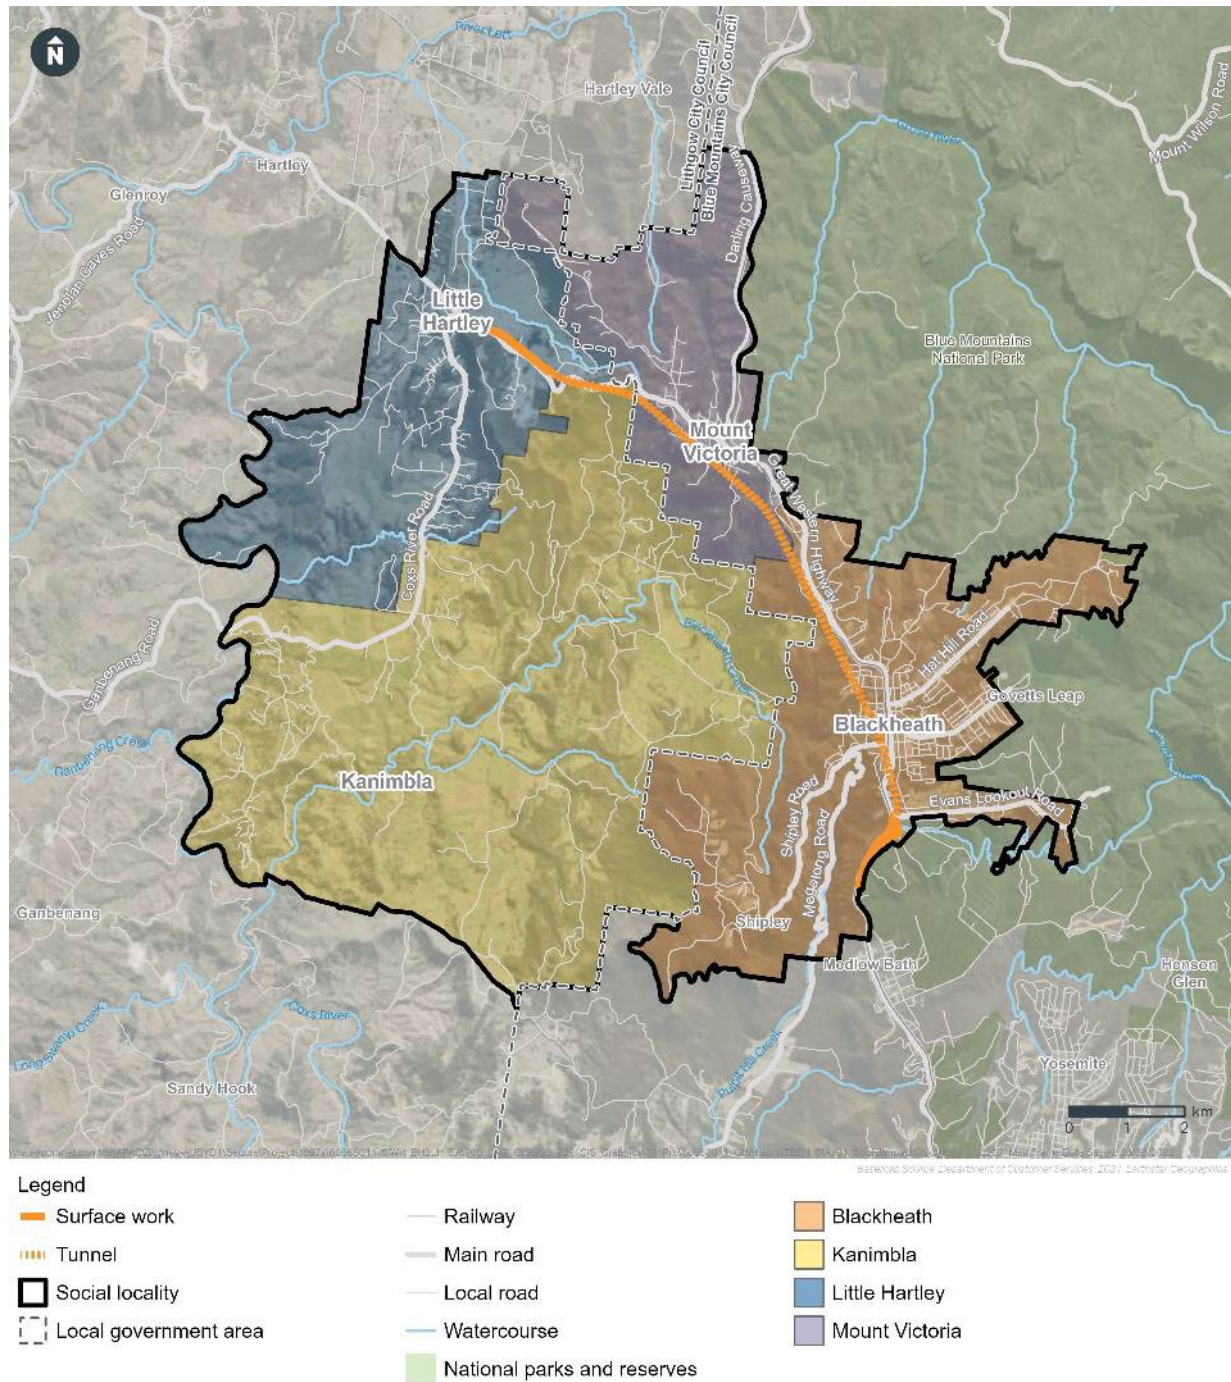 N
River Lett
Hartley Vale
Lithgow City Council
Blue Mountains City Council
Mount Wilson Road
Hartley
Glenroy
Darling Causeway
Jenolan Caves Road
Little
Hartley
Blue Mountains
National Park
Mount
Victoria
Great Western Highway
Coxs River Road
Ganbenang Road
Hat Hill Road
Govetts Leap
Blackheath
Ganbenang Creek
Kanimbla
Shipley Road
Megalong Road
Evans Lookout Road
Shipley
Ganbenang
Medlow Bath
Henson
Glen
Coxs River
Long Swamp Creek
Pulpit Hill Creek
Yosemite
Sandy Hook
km
0 1 2
Legend
Surface work
Tunnel
Social locality
Local government area
Railway
Main road
Local road
Watercourse
National parks and reserves
Blackheath
Kanimbla
Little Hartley
Mount Victoria